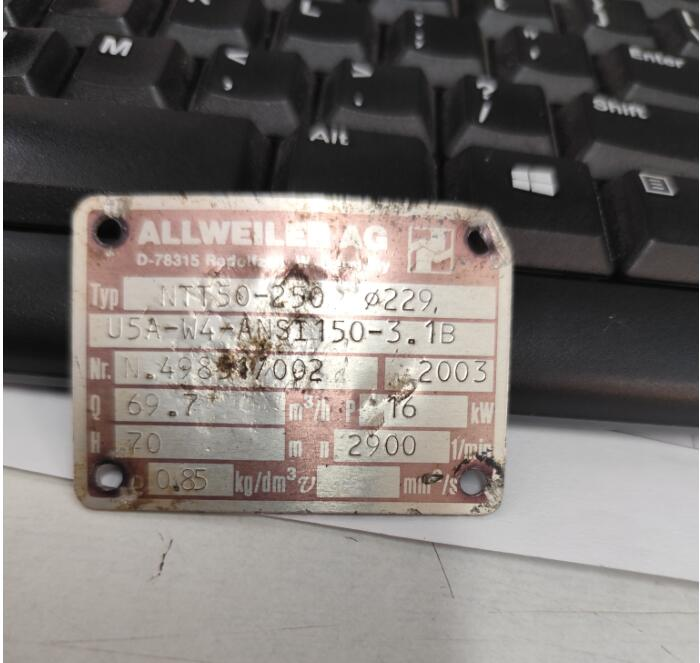 L
M
Enter
Alt
Shift
ALLWEILER AG
D-78315
Typ NTT50-250 ø229,
U5A-W4-ANSI150-3.1B
Nr. 2003
Q 69.7 m³/h P 16 kW
H 70 m n 2900 1/min
0.85 kg/dm³ ʋ mm²/s